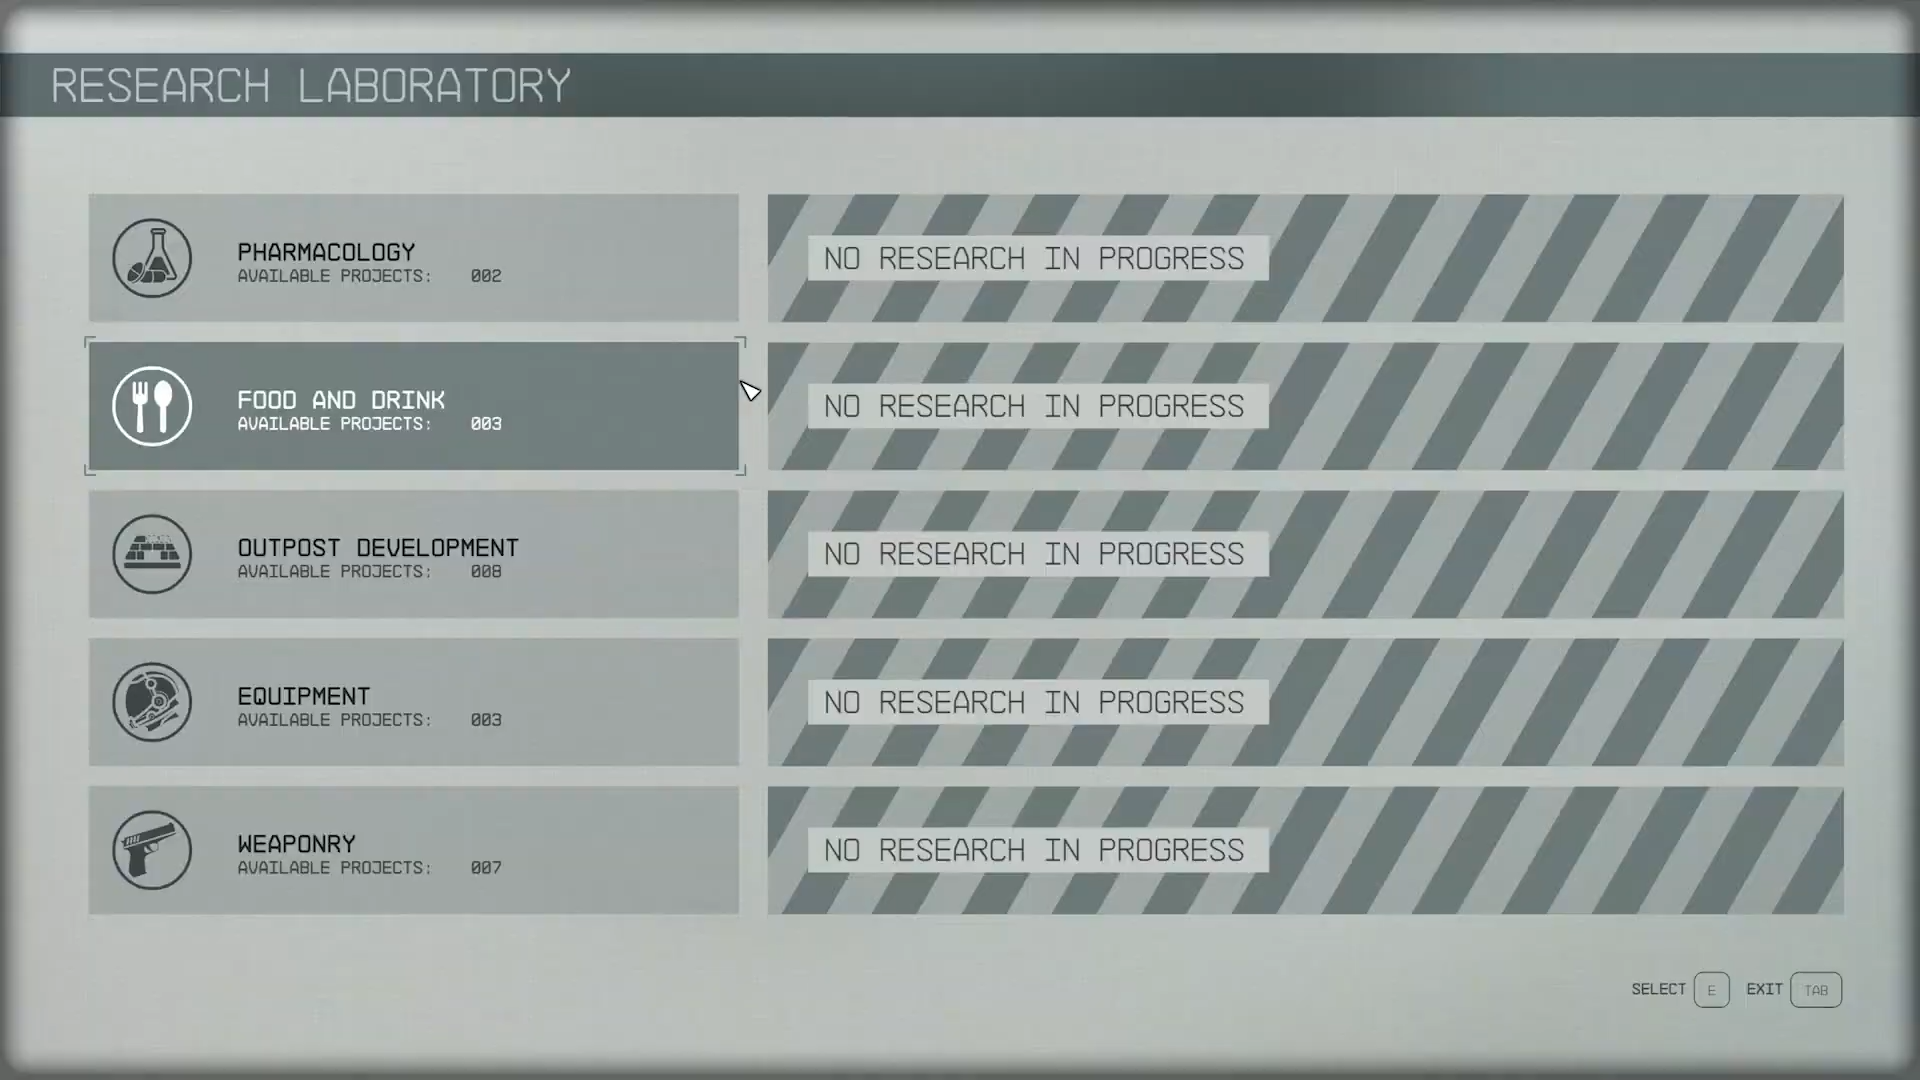 RESEARCH LABORATORY
PHARMACOLOGY
AVAILABLE PROJECTS: 002
NO RESEARCH IN PROGRESS
FOOD AND DRINK
AVAILABLE PROJECTS: 003
NO RESEARCH IN PROGRESS
OUTPOST DEVELOPMENT
AVAILABLE PROJECTS: 008
NO RESEARCH IN PROGRESS
EQUIPMENT
AVAILABLE PROJECTS: 003
NO RESEARCH IN PROGRESS
WEAPONRY
AVAILABLE PROJECTS: 007
NO RESEARCH IN PROGRESS
SELECT E EXIT TAB